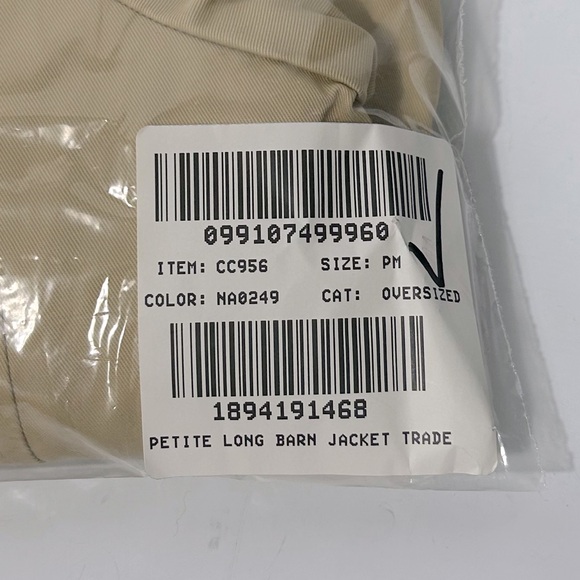 099107499960
ITEM: CC956 SIZE: PM
COLOR: NA0249 CAT: OVERSIZED
1894191468
PETITE LONG BARN JACKET TRADE